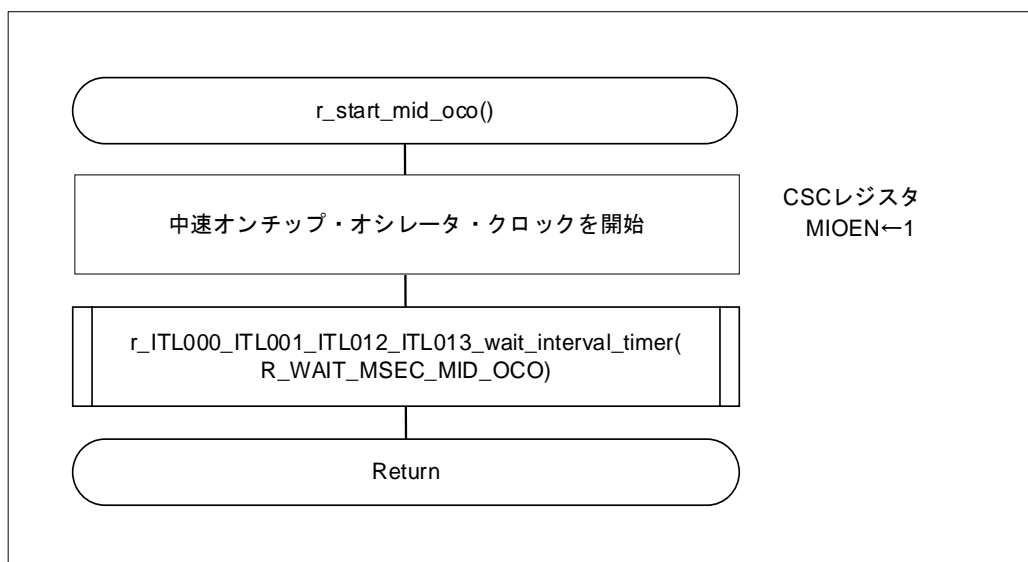 r_start_mid_oco()
中速オンチップ・オシレータ・クロックを開始
CSCレジスタ
MIOEN←1
r_ITL000_ITL001_ITL012_ITL013_wait_interval_timer(
R_WAIT_MSEC_MID_OCO)
Return